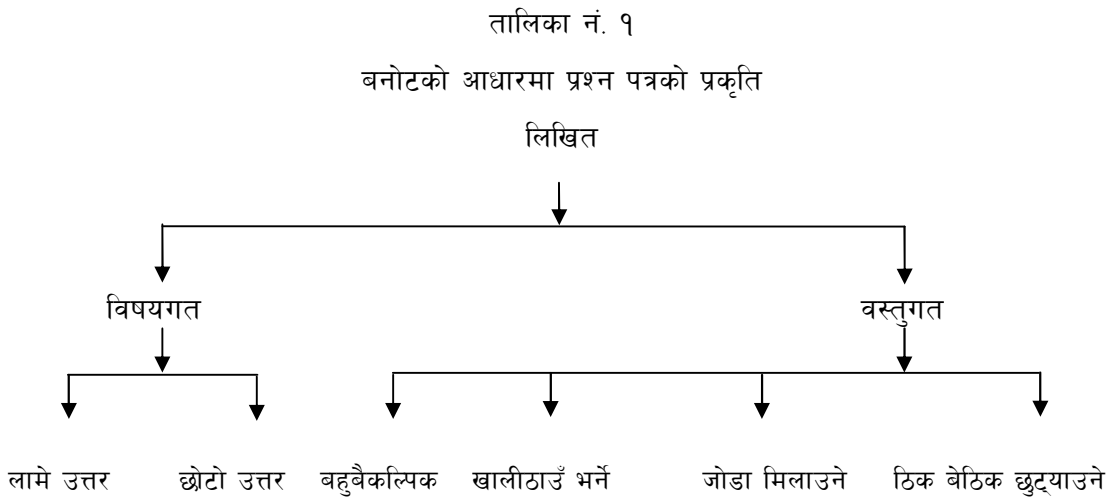 तालिका नं. १
बनोटको आधारमा प्रश्न पत्रको प्रकृति
लिखित
विषयगत वस्तुगत
लामे उत्तर छोटो उत्तर बहुबैकल्पिक खालीठाउँ भर्ने जोडा मिलाउने ठिक बेठिक छुट्याउने